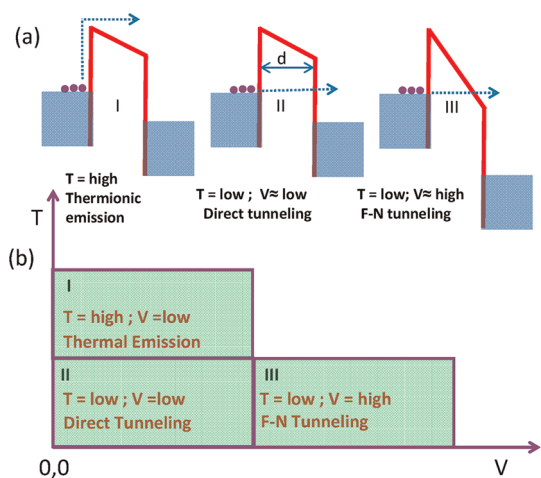 (a)
d
I
II
III
T = high
Thermionic
emission
T = low ; V≈ low
Direct tunneling
T = low; V≈ high
F-N tunneling
T
(b)
I
T = high ; V =low
Thermal Emission
II
T = low ; V =low
Direct Tunneling
III
T = low ; V = high
F-N Tunneling
0,0
V